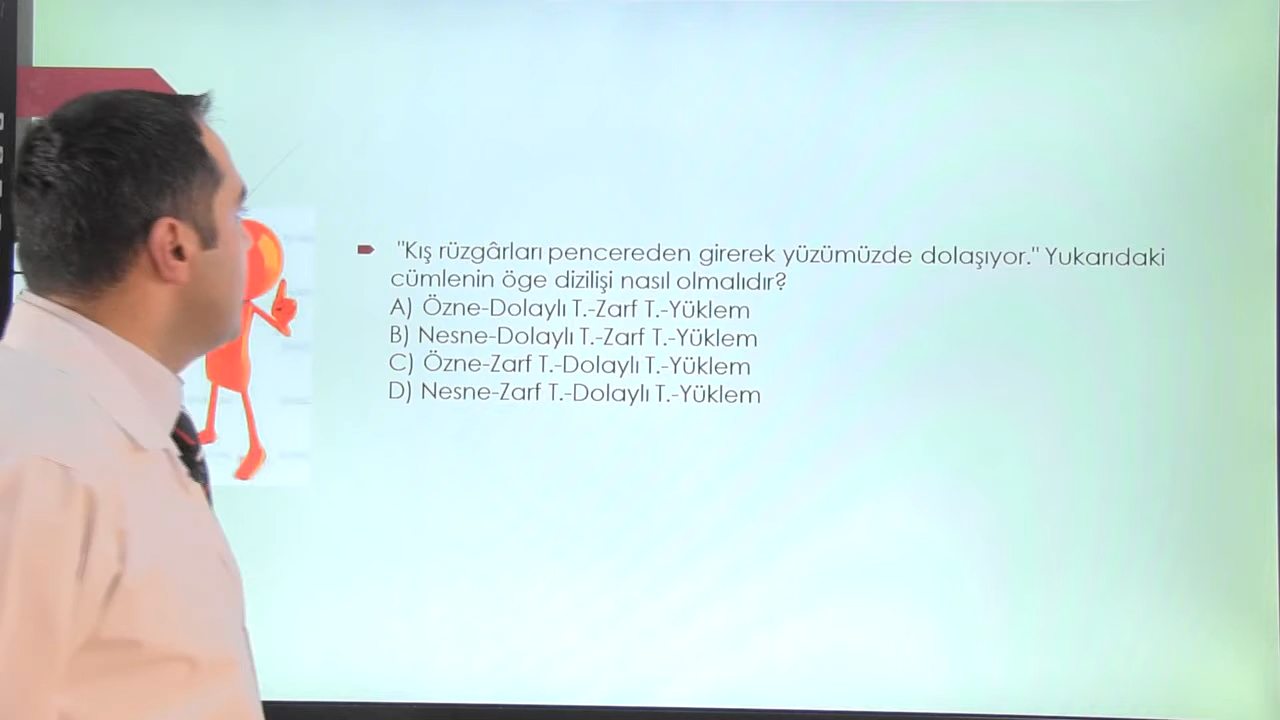 "Kış rüzgârları pencereden girerek yüzümüzde dolaşıyor." Yukarıdaki
cümlenin öge dizilişi nasıl olmalıdır?
A) Özne-Dolaylı T.-Zarf T.-Yüklem
B) Nesne-Dolaylı T.-Zarf T.-Yüklem
C) Özne-Zarf T.-Dolaylı T.-Yüklem
D) Nesne-Zarf T.-Dolaylı T.-Yüklem